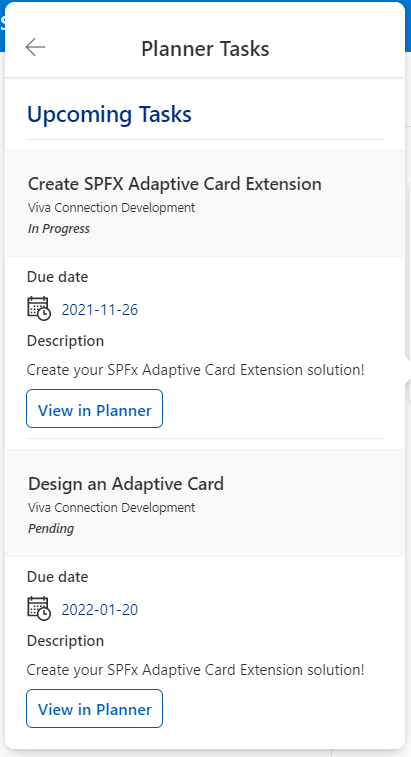 Planner Tasks
Upcoming Tasks
Create SPFX Adaptive Card Extension
Viva Connection Development
In Progress
Due date
2021-11-26
Description
Create your SPFx Adaptive Card Extension solution!
View in Planner
Design an Adaptive Card
Viva Connection Development
Pending
Due date
2022-01-20
Description
Create your SPFx Adaptive Card Extension solution!
View in Planner